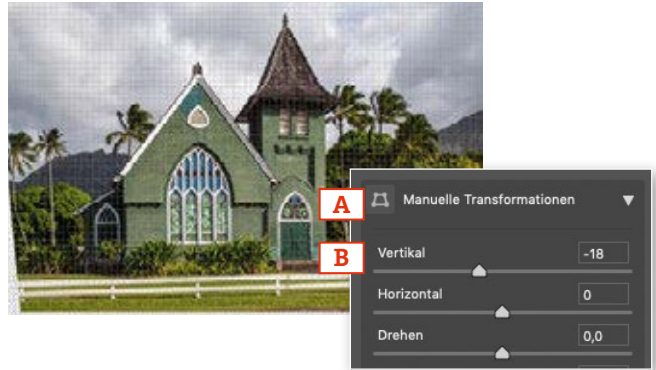 A Manuelle Transformationen
B Vertikal -18
Horizontal 0
Drehen 0,0